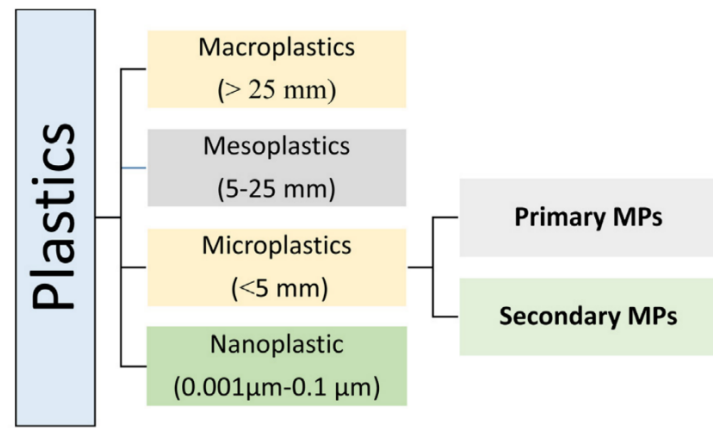 Plastics
Macroplastics
(> 25 mm)
Mesoplastics
(5-25 mm)
Microplastics
(<5 mm)
Nanoplastic
(0.001µm-0.1 µm)
Primary MPs
Secondary MPs